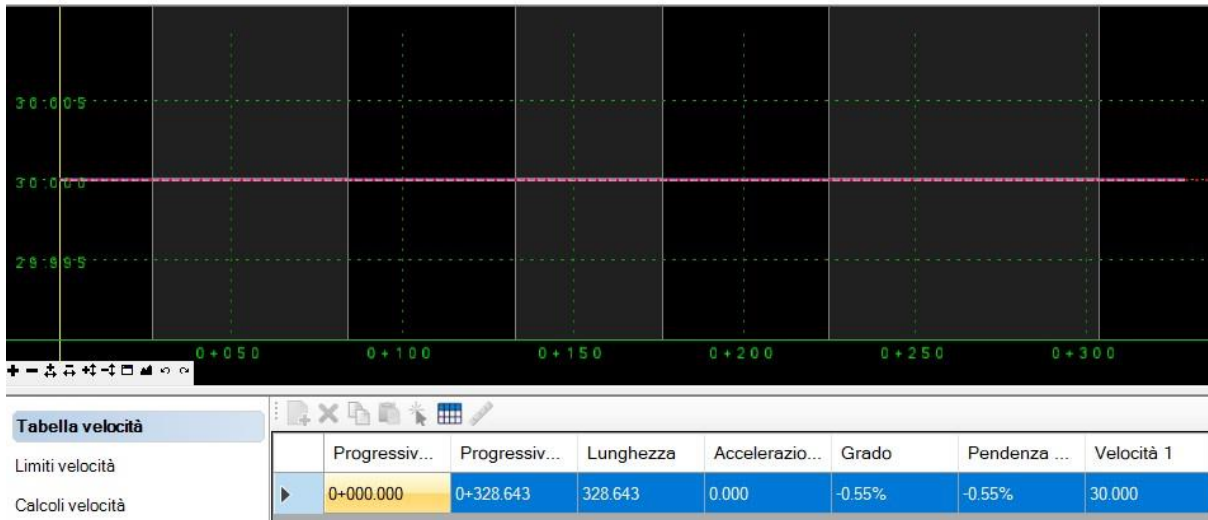 30.005
30.000
29.995
0+050 0+100 0+150 0+200 0+250 0+300
Tabella velocità
Limiti velocità
Calcoli velocità
Progressiv... Progressiv... Lunghezza Accelerazio... Grado Pendenza ... Velocità 1
0+000.000 0+328.643 328.643 0.000 -0.55% -0.55% 30.000